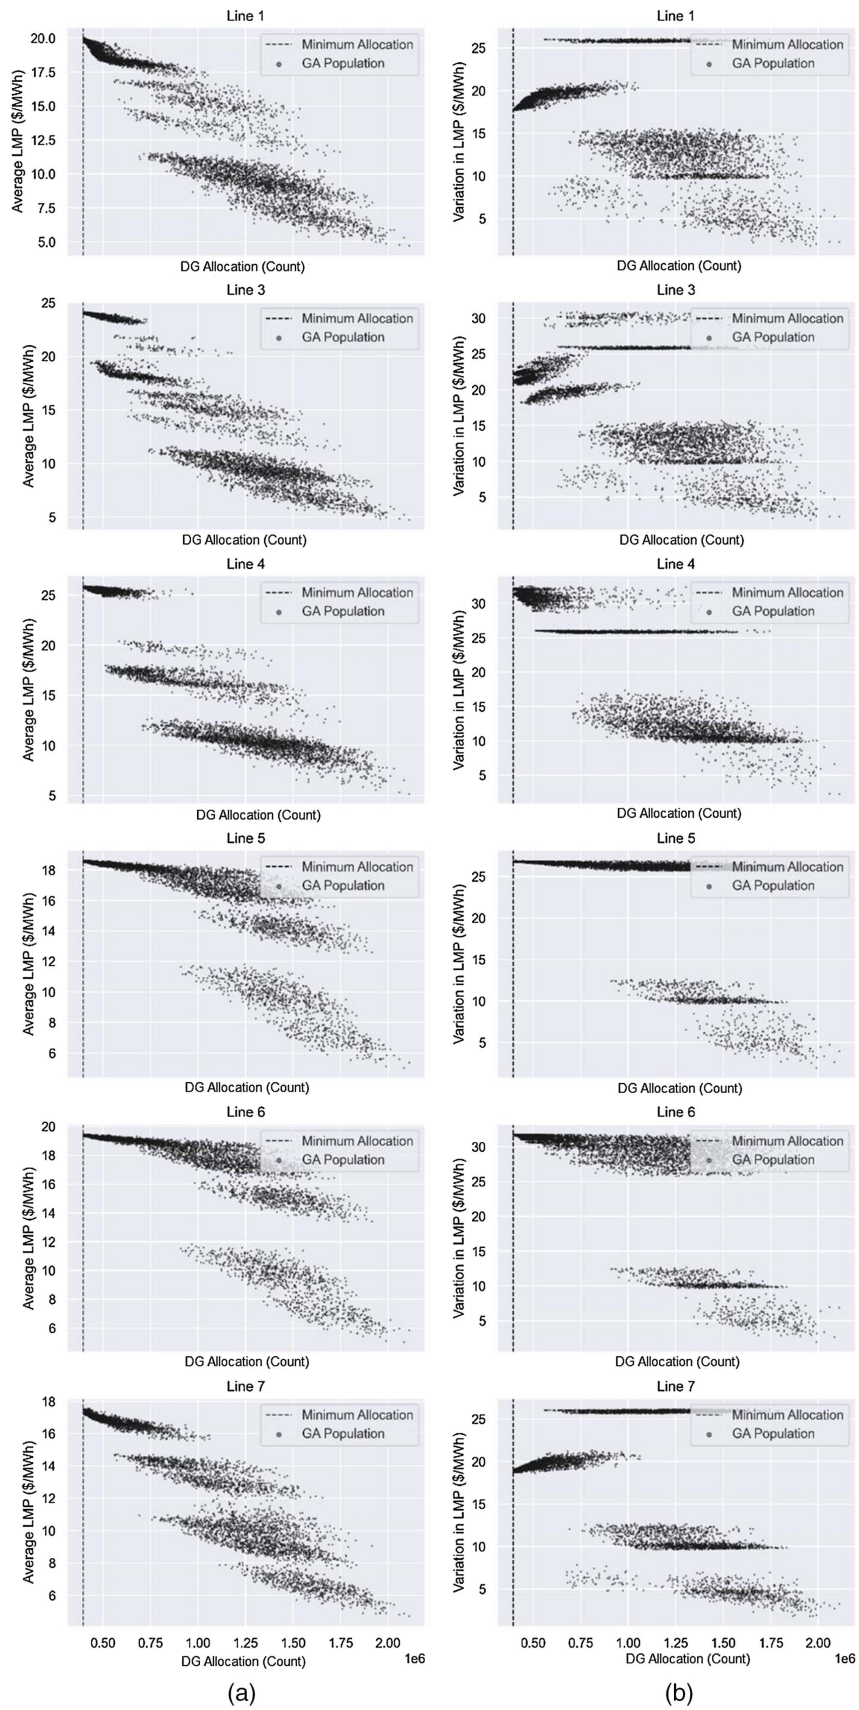 Line 1
Average LMP ($/MWh)
20.0
17.5
15.0
12.5
10.0
7.5
5.0
Minimum Allocation
GA Population
DG Allocation (Count)
Line 1
Variation in LMP ($/MWh)
25
20
15
10
5
Minimum Allocation
GA Population
DG Allocation (Count)
Line 3
Average LMP ($/MWh)
25
20
15
10
5
Minimum Allocation
GA Population
DG Allocation (Count)
Line 3
Variation in LMP ($/MWh)
30
25
20
15
10
5
Minimum Allocation
GA Population
DG Allocation (Count)
Line 4
Average LMP ($/MWh)
25
20
15
10
5
Minimum Allocation
GA Population
DG Allocation (Count)
Line 4
Variation in LMP ($/MWh)
30
25
20
15
10
5
Minimum Allocation
GA Population
DG Allocation (Count)
Line 5
Average LMP ($/MWh)
18
16
14
12
10
8
6
Minimum Allocation
GA Population
DG Allocation (Count)
Line 5
Variation in LMP ($/MWh)
25
20
15
10
5
Minimum Allocation
GA Population
DG Allocation (Count)
Line 6
Average LMP ($/MWh)
20
18
16
14
12
10
8
6
Minimum Allocation
GA Population
DG Allocation (Count)
Line 6
Variation in LMP ($/MWh)
30
25
20
15
10
5
Minimum Allocation
GA Population
DG Allocation (Count)
Line 7
Average LMP ($/MWh)
18
16
14
12
10
8
6
Minimum Allocation
GA Population
0.50 0.75 1.00 1.25 1.50 1.75 2.00
DG Allocation (Count)
1e6
(a)
Line 7
Variation in LMP ($/MWh)
25
20
15
10
5
Minimum Allocation
GA Population
0.50 0.75 1.00 1.25 1.50 1.75 2.00
DG Allocation (Count)
1e6
(b)